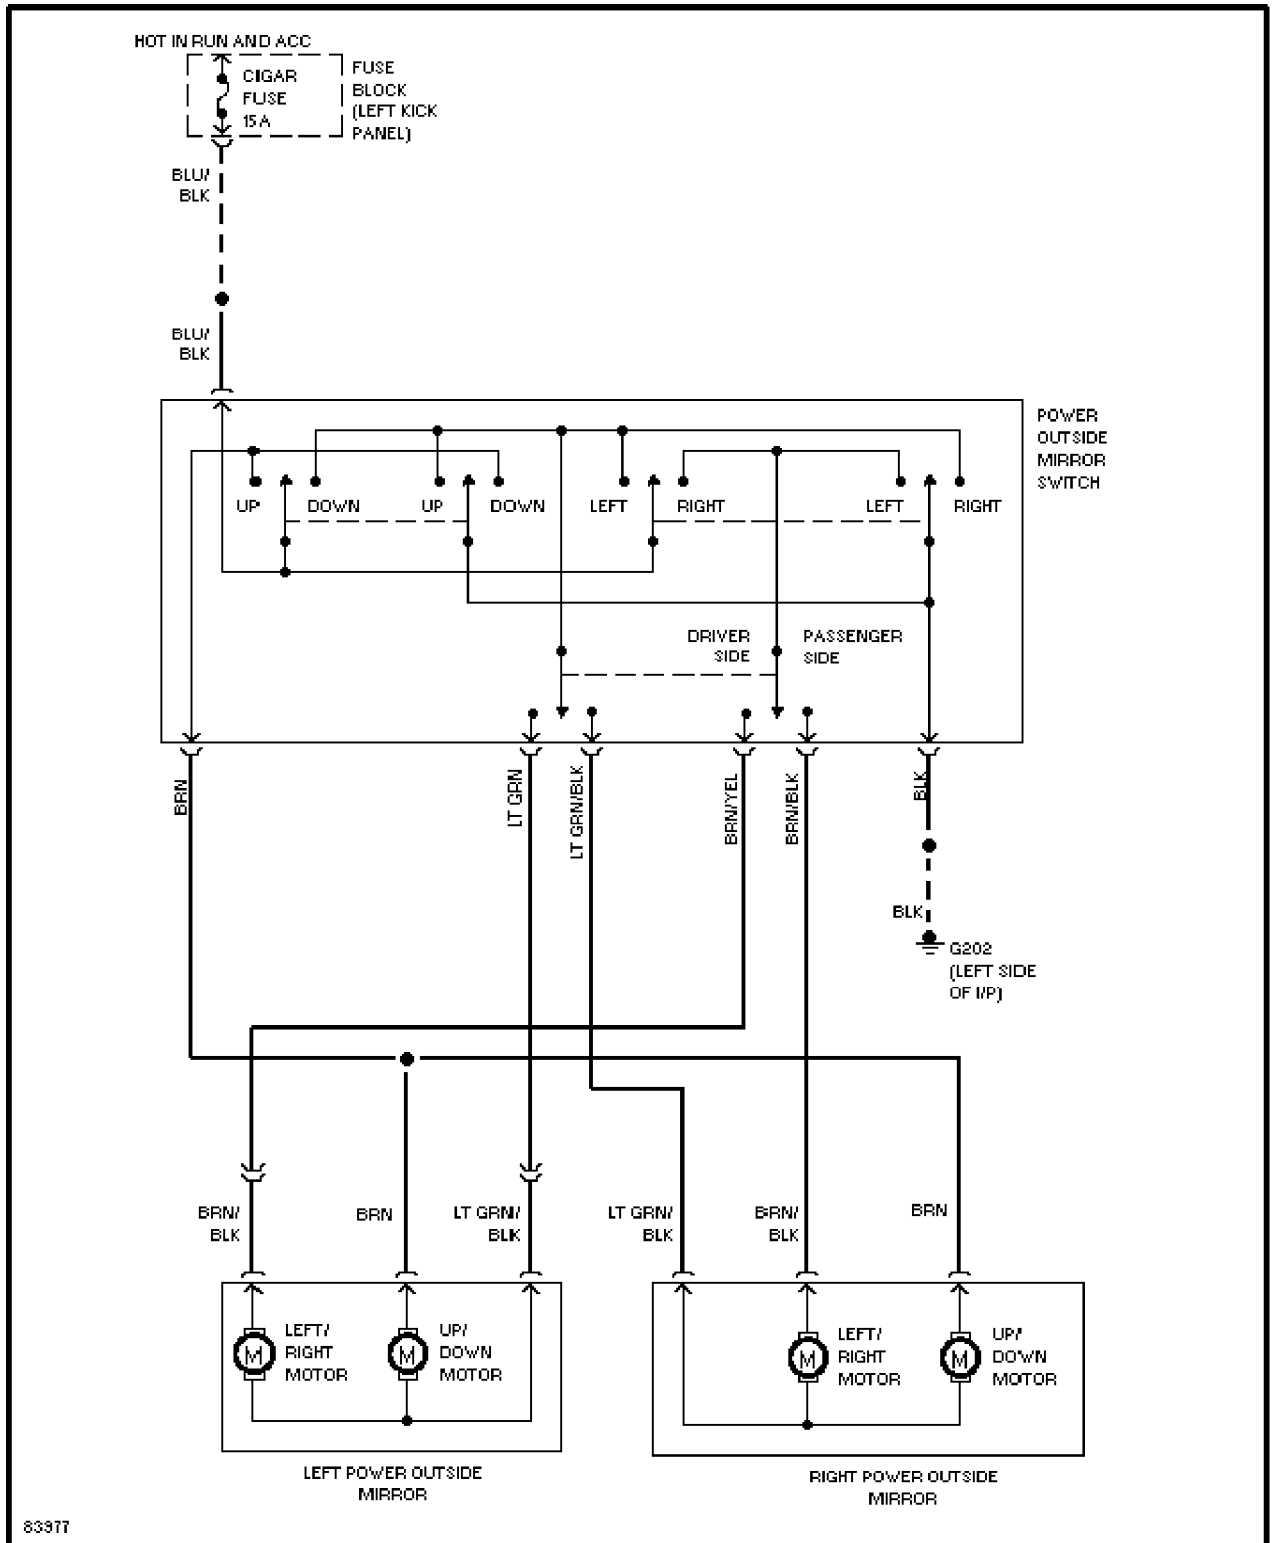 HOT IN RUN AND ACC
CIGAR
FUSE
15A
FUSE
BLOCK
(LEFT KICK
PANEL)
BLU/
BLK
BLU/
BLK
POWER
OUTSIDE
MIRROR
SWITCH
UP
DOWN
UP
DOWN
LEFT
RIGHT
LEFT
RIGHT
DRIVER
SIDE
PASSENGER
SIDE
BRN
LT GRN
LT GRN/BLK
BRN/YEL
BRN/BLK
BLK
BLK
G202
(LEFT SIDE
OF I/P)
BRN/
BLK
BRN
LT GRN/
BLK
LT GRN/
BLK
BRN/
BLK
BRN
M
LEFT/
RIGHT
MOTOR
M
UP/
DOWN
MOTOR
M
LEFT/
RIGHT
MOTOR
M
UP/
DOWN
MOTOR
LEFT POWER OUTSIDE
MIRROR
RIGHT POWER OUTSIDE
MIRROR
83977